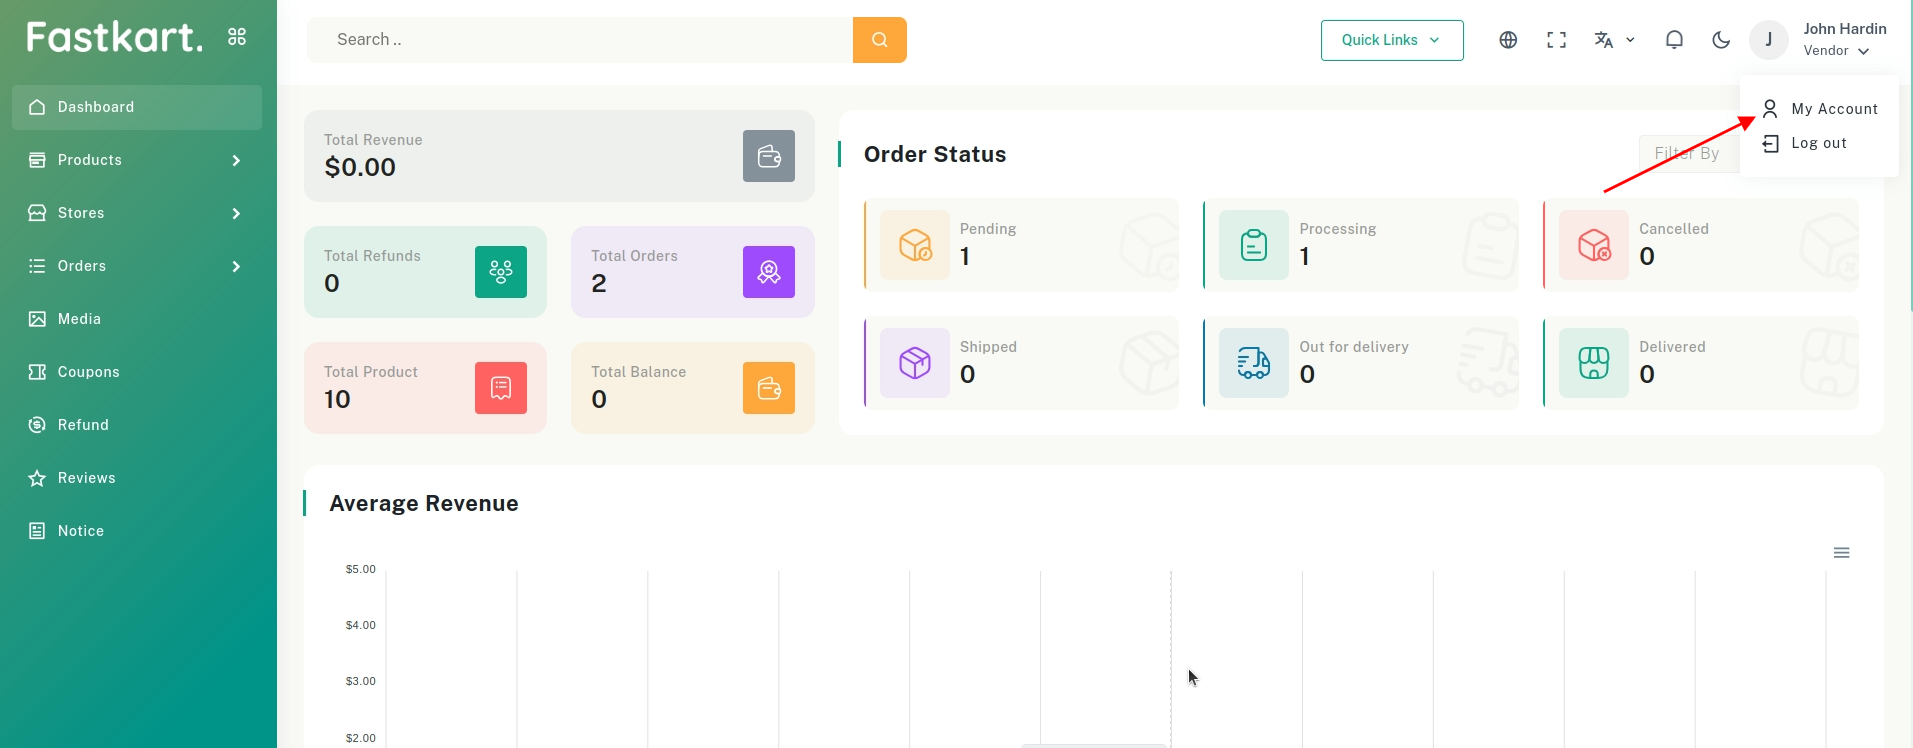 Fastkart.
Dashboard
Products
Stores
Orders
Media
Coupons
Refund
Reviews
Notice
Search ..
Quick Links
J
John Hardin
Vendor
My Account
Log out
Total Revenue
$0.00
Total Refunds
0
Total Orders
2
Total Product
10
Total Balance
0
Order Status
Filter By
Pending
1
Processing
1
Cancelled
0
Shipped
0
Out for delivery
0
Delivered
0
Average Revenue
$5.00
$4.00
$3.00
$2.00